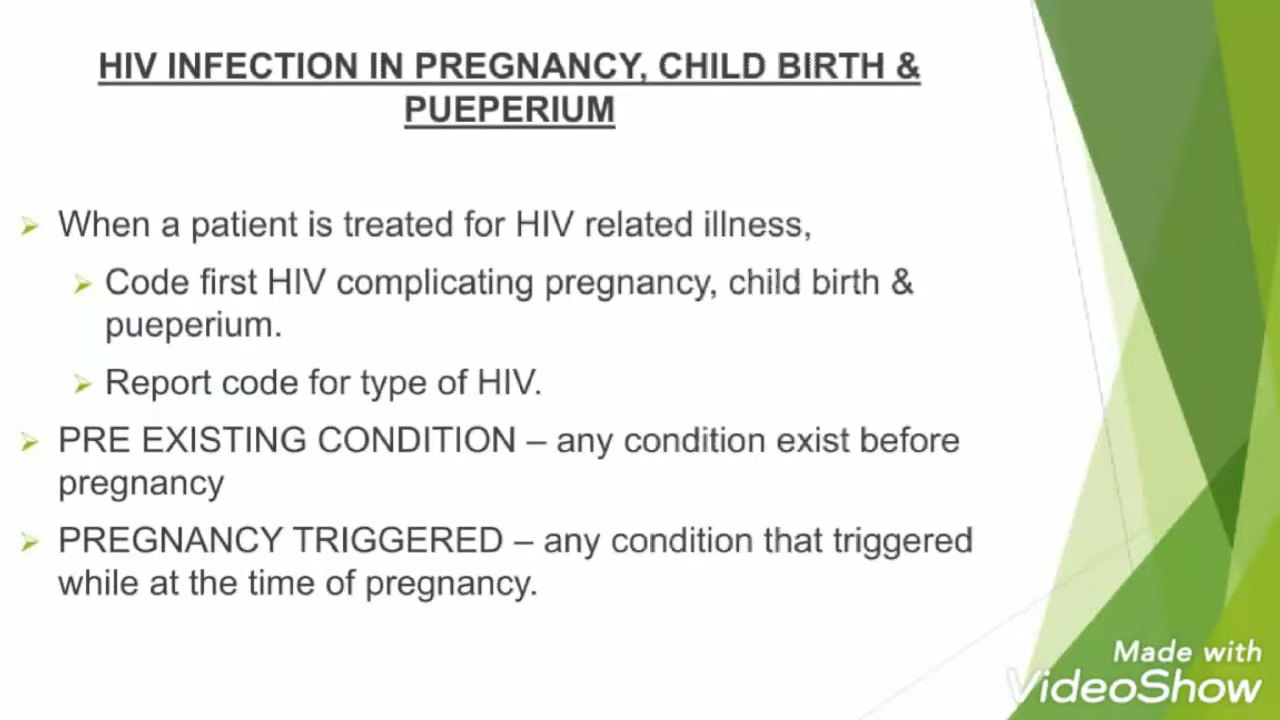 HIV INFECTION IN PREGNANCY, CHILD BIRTH &
PUEPERIUM
When a patient is treated for HIV related illness,
Code first HIV complicating pregnancy, child birth &
pueperium.
Report code for type of HIV.
PRE EXISTING CONDITION – any condition exist before
pregnancy
PREGNANCY TRIGGERED – any condition that triggered
while at the time of pregnancy.
Made with
VideoShow